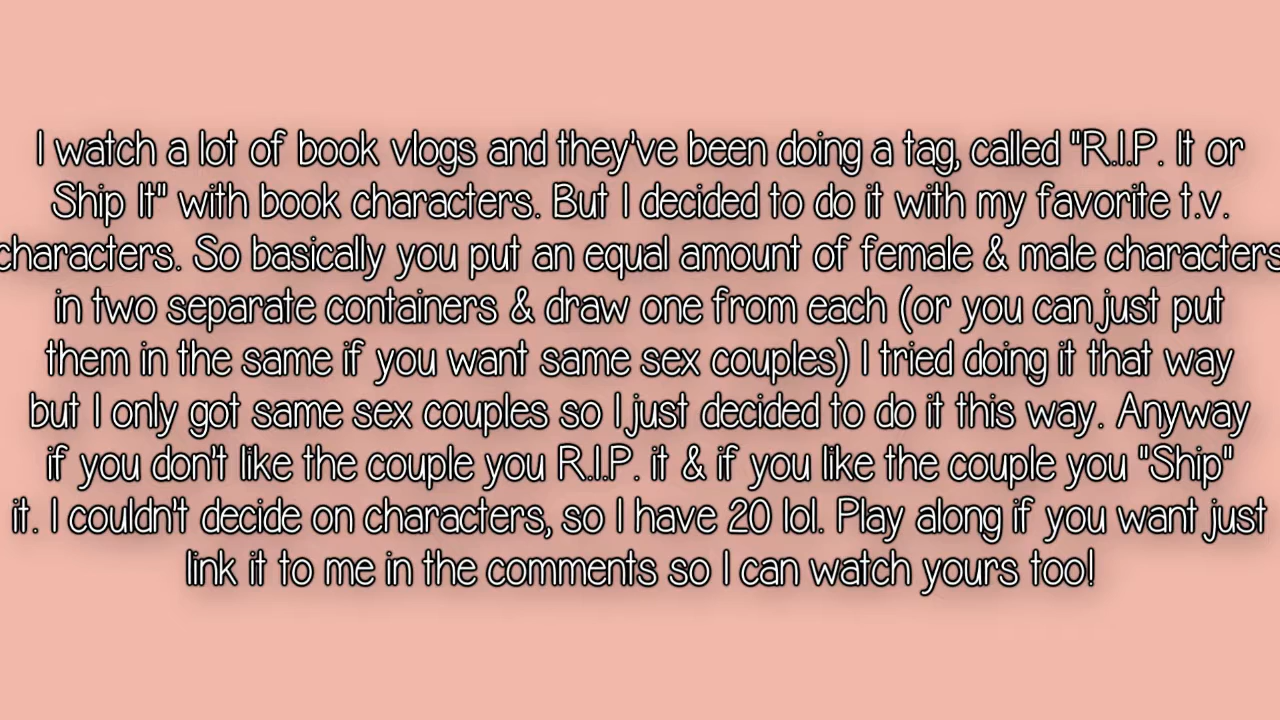 I watch a lot of book vlogs and they've been doing a tag, called "R.I.P. It or
Ship It" with book characters. But I decided to do it with my favorite t.v.
characters. So basically you put an equal amount of female & male characters
in two separate containers & draw one from each (or you can just put
them in the same if you want same sex couples) I tried doing it that way
but I only got same sex couples so I just decided to do it this way. Anyway
if you don't like the couple you R.I.P. it & if you like the couple you "Ship"
it. I couldn't decide on characters, so I have 20 lol. Play along if you want just
link it to me in the comments so I can watch yours too!